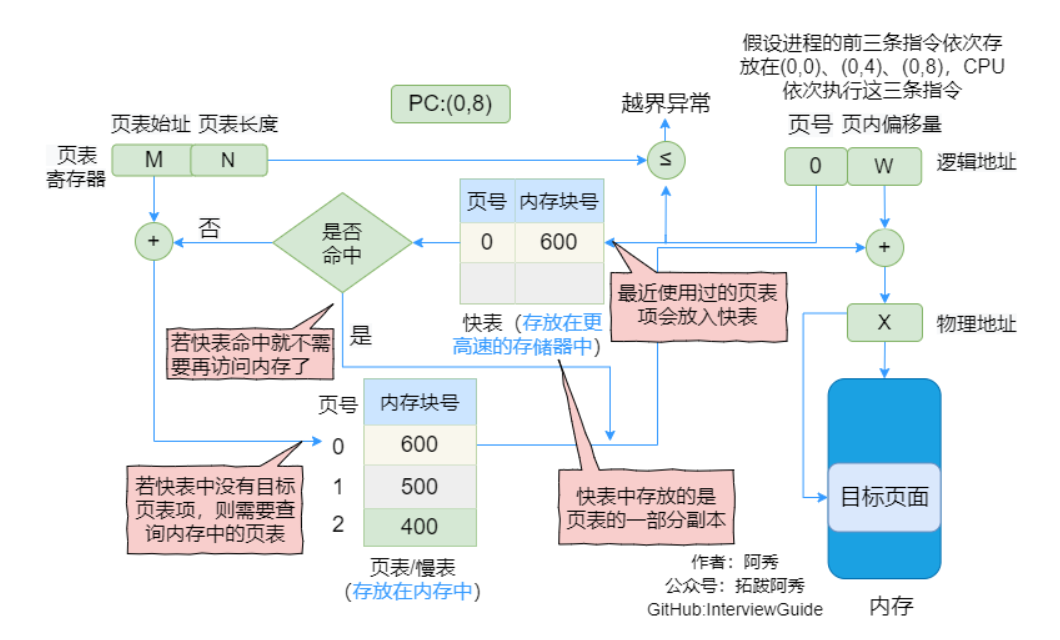 假设进程的前三条指令依次存
放在(0,0)、(0,4)、(0,8)，CPU
依次执行这三条指令
PC:(0,8)
越界异常
页表始址 页表长度
页号 页内偏移量
页表
寄存器
M
N
≤
0
W
逻辑地址
页号
内存块号
0
600
是否
命中
否
+
+
最近使用过的页表
项会放入快表
快表（存放在更
高速的存储器中）
X
物理地址
若快表命中就不需
要再访问内存了
是
页号
内存块号
0
600
1
500
2
400
若快表中没有目标
页表项，则需要查
询内存中的页表
快表中存放的是
页表的一部分副本
目标页面
页表/慢表
(存放在内存中)
作者：阿秀
公众号：拓跋阿秀
GitHub:InterviewGuide
内存